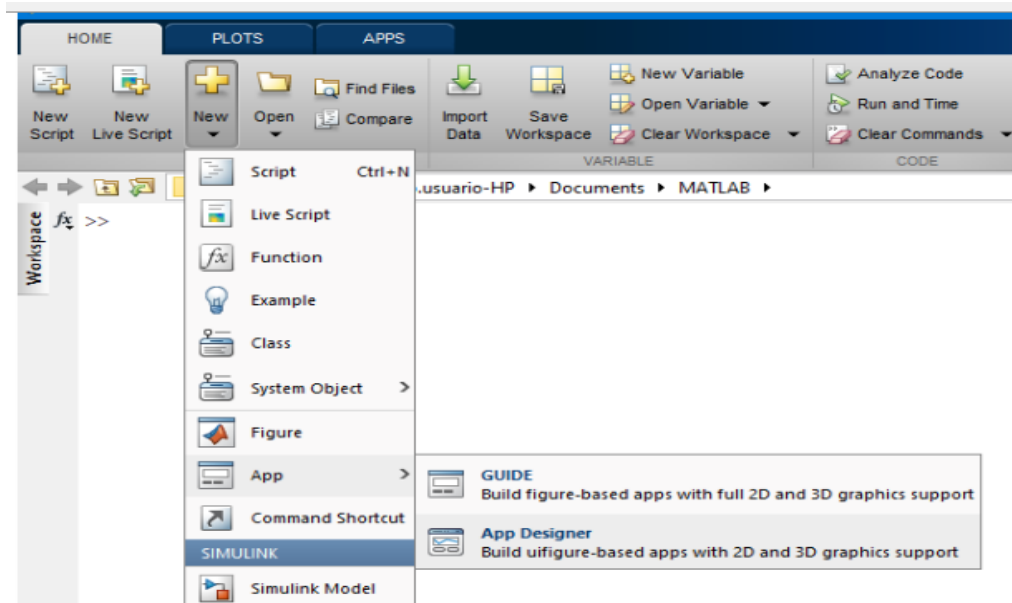 HOME PLOTS APPS
New Script
New Live Script
New
Open
Find Files
Compare
Import Data
Save Workspace
New Variable
Open Variable
Clear Workspace
VARIABLE
Analyze Code
Run and Time
Clear Commands
CODE
.usuario-HP Documents MATLAB
Workspace
fx >>
Script Ctrl+N
Live Script
fx Function
Example
Class
System Object >
Figure
App >
GUIDE
Build figure-based apps with full 2D and 3D graphics support
App Designer
Build uifigure-based apps with 2D and 3D graphics support
Command Shortcut
SIMULINK
Simulink Model